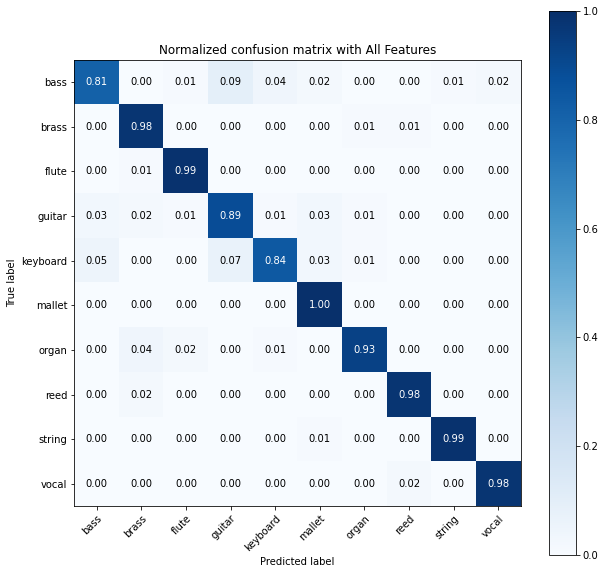 Normalized confusion matrix with All Features
1.0
bass 0.81 0.00 0.01 0.09 0.04 0.02 0.00 0.00 0.01 0.02
brass 0.00 0.98 0.00 0.00 0.00 0.00 0.01 0.01 0.00 0.00
0.8
flute 0.00 0.01 0.99 0.00 0.00 0.00 0.00 0.00 0.00 0.00
guitar 0.03 0.02 0.01 0.89 0.01 0.03 0.01 0.00 0.00 0.00
0.6
keyboard 0.05 0.00 0.00 0.07 0.84 0.03 0.01 0.00 0.00 0.00
True label
mallet 0.00 0.00 0.00 0.00 0.00 1.00 0.00 0.00 0.00 0.00
0.4
organ 0.00 0.04 0.02 0.00 0.01 0.00 0.93 0.00 0.00 0.00
reed 0.00 0.02 0.00 0.00 0.00 0.00 0.00 0.98 0.00 0.00
0.2
string 0.00 0.00 0.00 0.00 0.00 0.01 0.00 0.00 0.99 0.00
vocal 0.00 0.00 0.00 0.00 0.00 0.00 0.00 0.02 0.00 0.98
0.0
bass brass flute guitar keyboard mallet organ reed string vocal
Predicted label